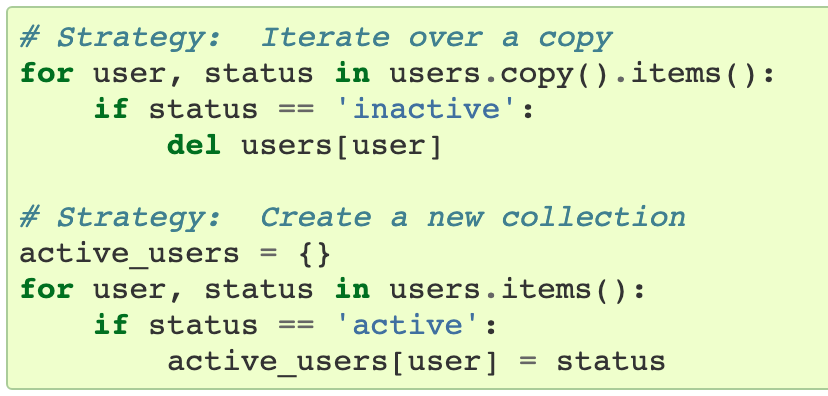 # Strategy:  Iterate over a copy
for user, status in users.copy().items():
    if status == 'inactive':
        del users[user]

# Strategy:  Create a new collection
active_users = {}
for user, status in users.items():
    if status == 'active':
        active_users[user] = status